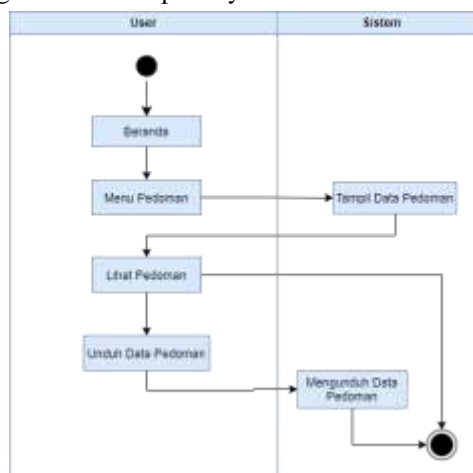 User
Sistem
Beranda
Menu Pedoman
Tampil Data Pedoman
Lihat Pedoman
Unduh Data Pedoman
Mengunduh Data
Pedoman